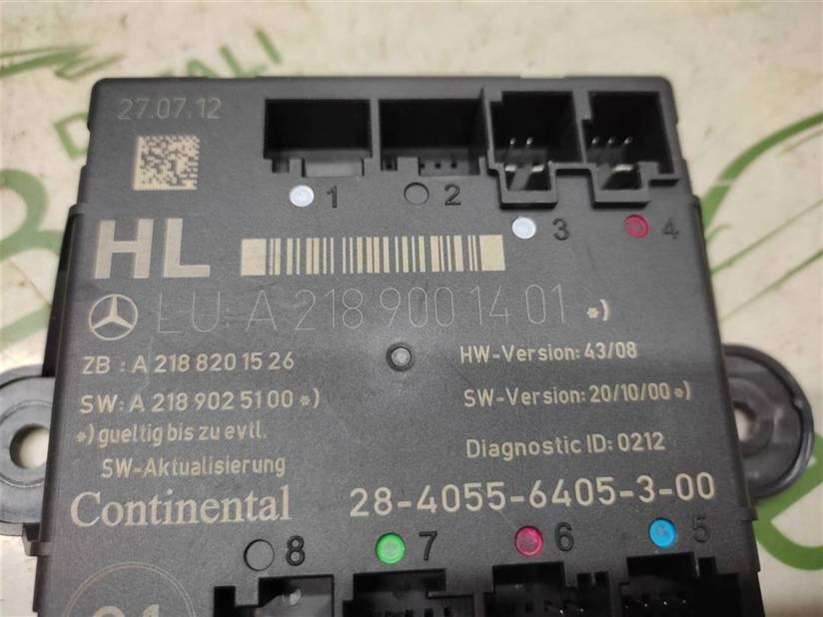 27.07.12
1 2
3 4
HL
LU: A 218 900 14 01 *)
ZB : A 218 820 15 26
HW-Version: 43/08
SW: A 218 902 51 00 *)
SW-Version: 20/10/00 *)
*) gueltig bis zu evtl.
SW-Aktualisierung
Diagnostic ID: 0212
Continental
28-4055-6405-3-00
8 7 6 5